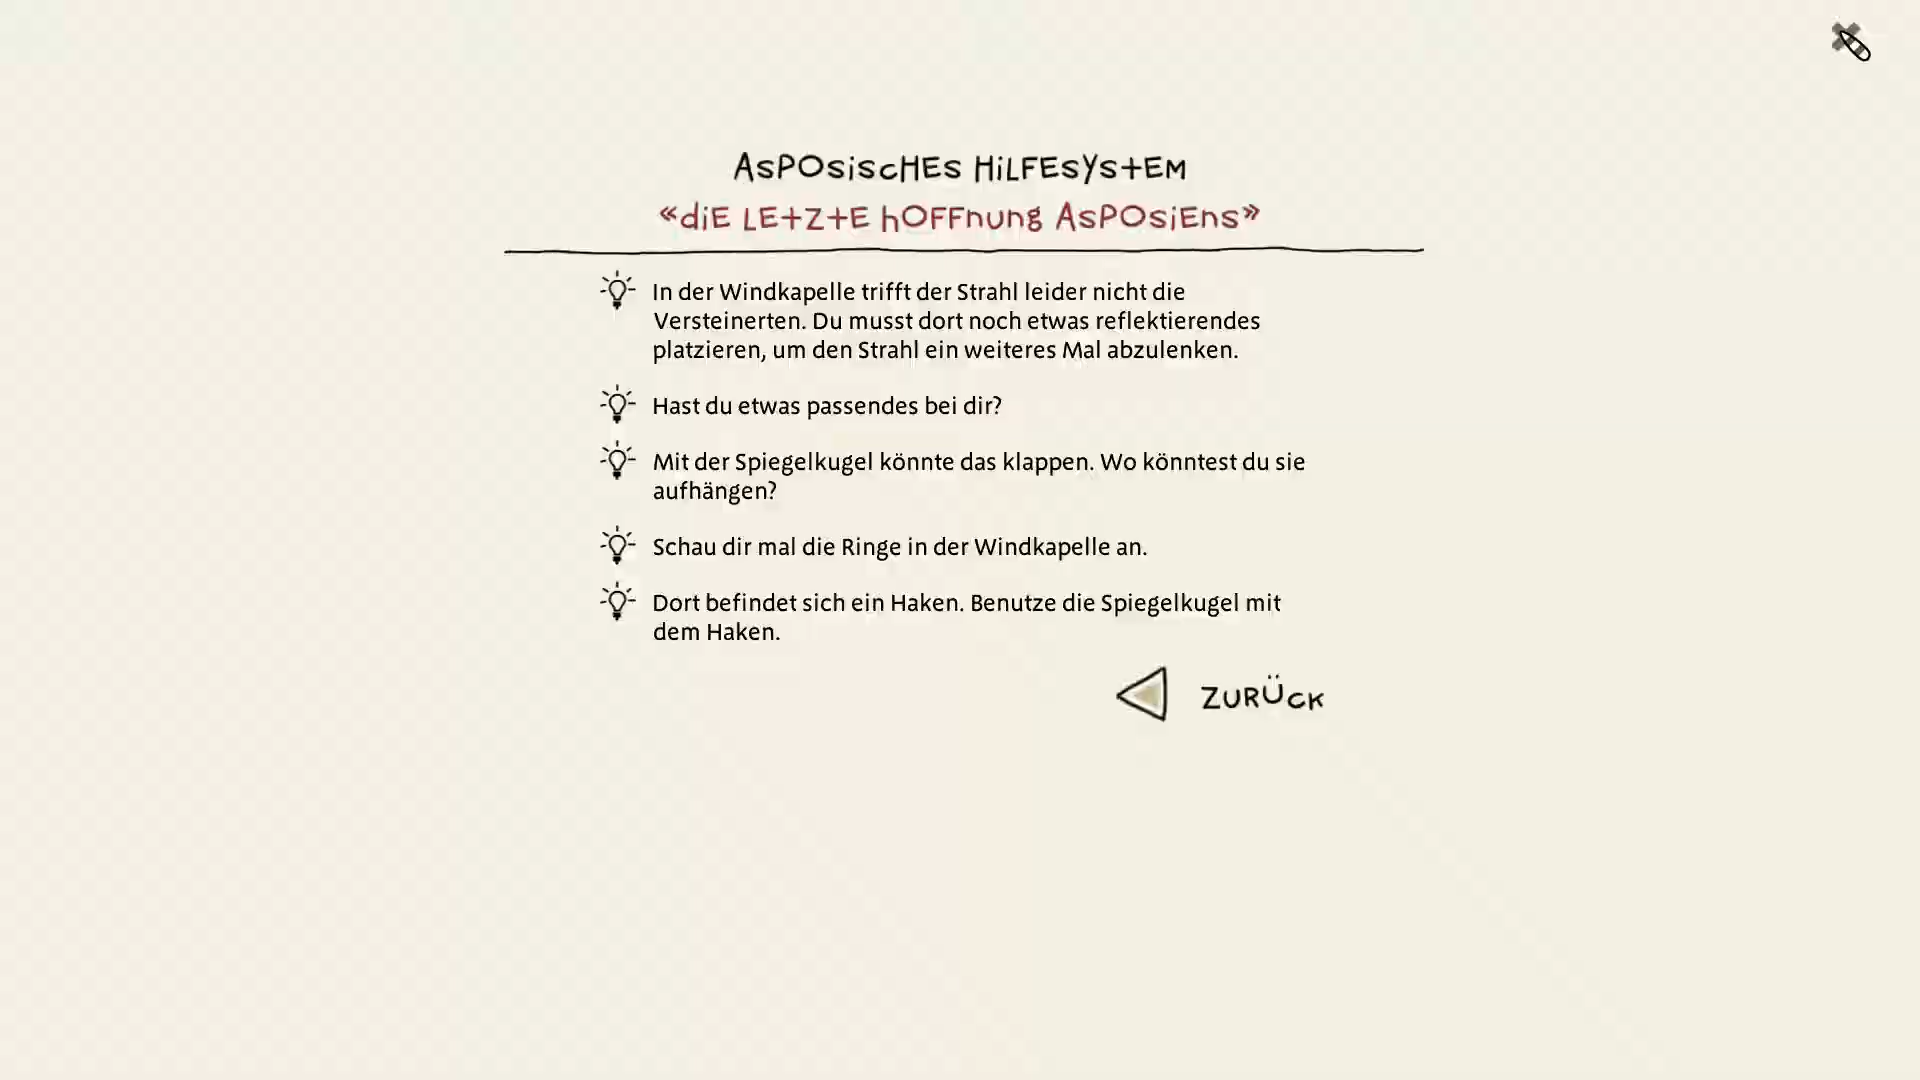 Asposisches Hilfesystem
«die letzte Hoffnung Asposiens»
In der Windkapelle trifft der Strahl leider nicht die
Versteinerten. Du musst dort noch etwas reflektierendes
platzieren, um den Strahl ein weiteres Mal abzulenken.
Hast du etwas passendes bei dir?
Mit der Spiegelkugel könnte das klappen. Wo könntest du sie
aufhängen?
Schau dir mal die Ringe in der Windkapelle an.
Dort befindet sich ein Haken. Benutze die Spiegelkugel mit
dem Haken.
zurück